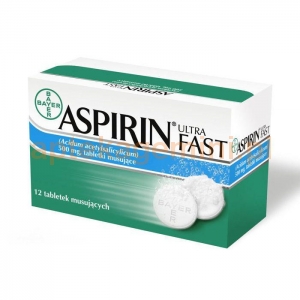 BAYER
ASPIRIN® ULTRA
FAST
(Acidum acetylsalicylicum)
500 mg, tabletki musujące
12 tabletek musujących
BAYER